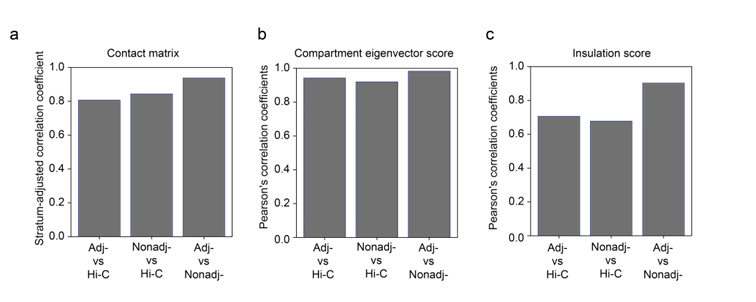 a
Contact matrix
Stratum-adjusted correlation coefficient
1.0
0.8
0.6
0.4
0.2
0.0
Adj-
vs
Hi-C
Nonadj-
vs
Hi-C
Adj-
vs
Nonadj-
b
Compartment eigenvector score
Pearson's correlation coefficients
1.0
0.8
0.6
0.4
0.2
0.0
Adj-
vs
Hi-C
Nonadj-
vs
Hi-C
Adj-
vs
Nonadj-
c
Insulation score
Pearson's correlation coefficients
1.0
0.8
0.6
0.4
0.2
0.0
Adj-
vs
Hi-C
Nonadj-
vs
Hi-C
Adj-
vs
Nonadj-